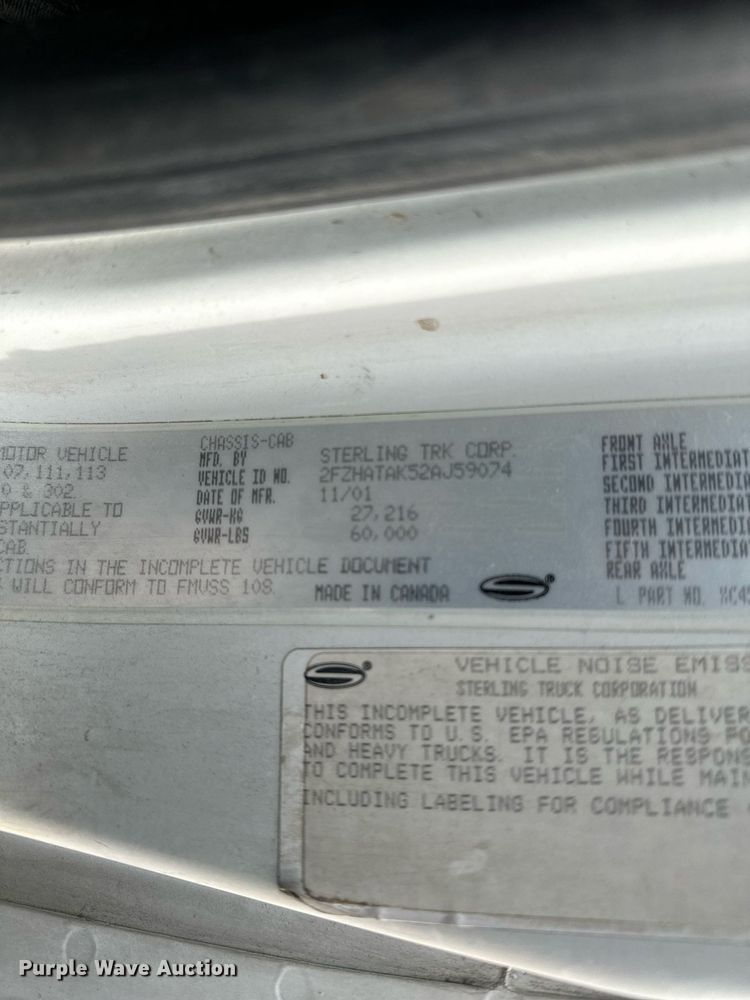 MOTOR VEHICLE
07,111,113
0 & 302
APPLICABLE TO
STANTIALLY
CAB.
CTIONS IN THE INCOMPLETE VEHICLE DOCUMENT
WILL CONFORM TO FMVSS 108.
CHASSIS-CAB
MFD. BY STERLING TRK CORP.
VEHICLE ID NO. 2FZHATAK52AJ59074
DATE OF MFR. 11/01
GVWR-KG 27,216
GVWR-LBS 60,000
MADE IN CANADA
FRONT AXLE
FIRST INTERMEDIAT
SECOND INTERMEDIA
THIRD INTERMEDIA
FOURTH INTERMEDIA
FIFTH INTERMEDIA
REAR AXLE
L PART NO. XC45
VEHICLE NOISE EMISS
STERLING TRUCK CORPORATION
THIS INCOMPLETE VEHICLE, AS DELIVER
CONFORMS TO U.S. EPA REGULATIONS FO
AND HEAVY TRUCKS. IT IS THE RESPONS
TO COMPLETE THIS VEHICLE WHILE MAIN
INCLUDING LABELING FOR COMPLIANCE
Purple Wave Auction